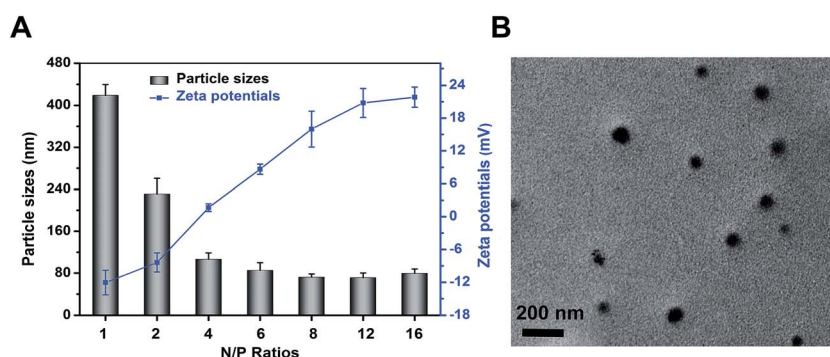 A
B
480
400
320
240
160
80
0
Particle sizes (nm)
Particle sizes
Zeta potentials
24
18
12
6
0
-6
-12
-18
Zeta potentials (mV)
1 2 4 6 8 12 16
N/P Ratios
200 nm